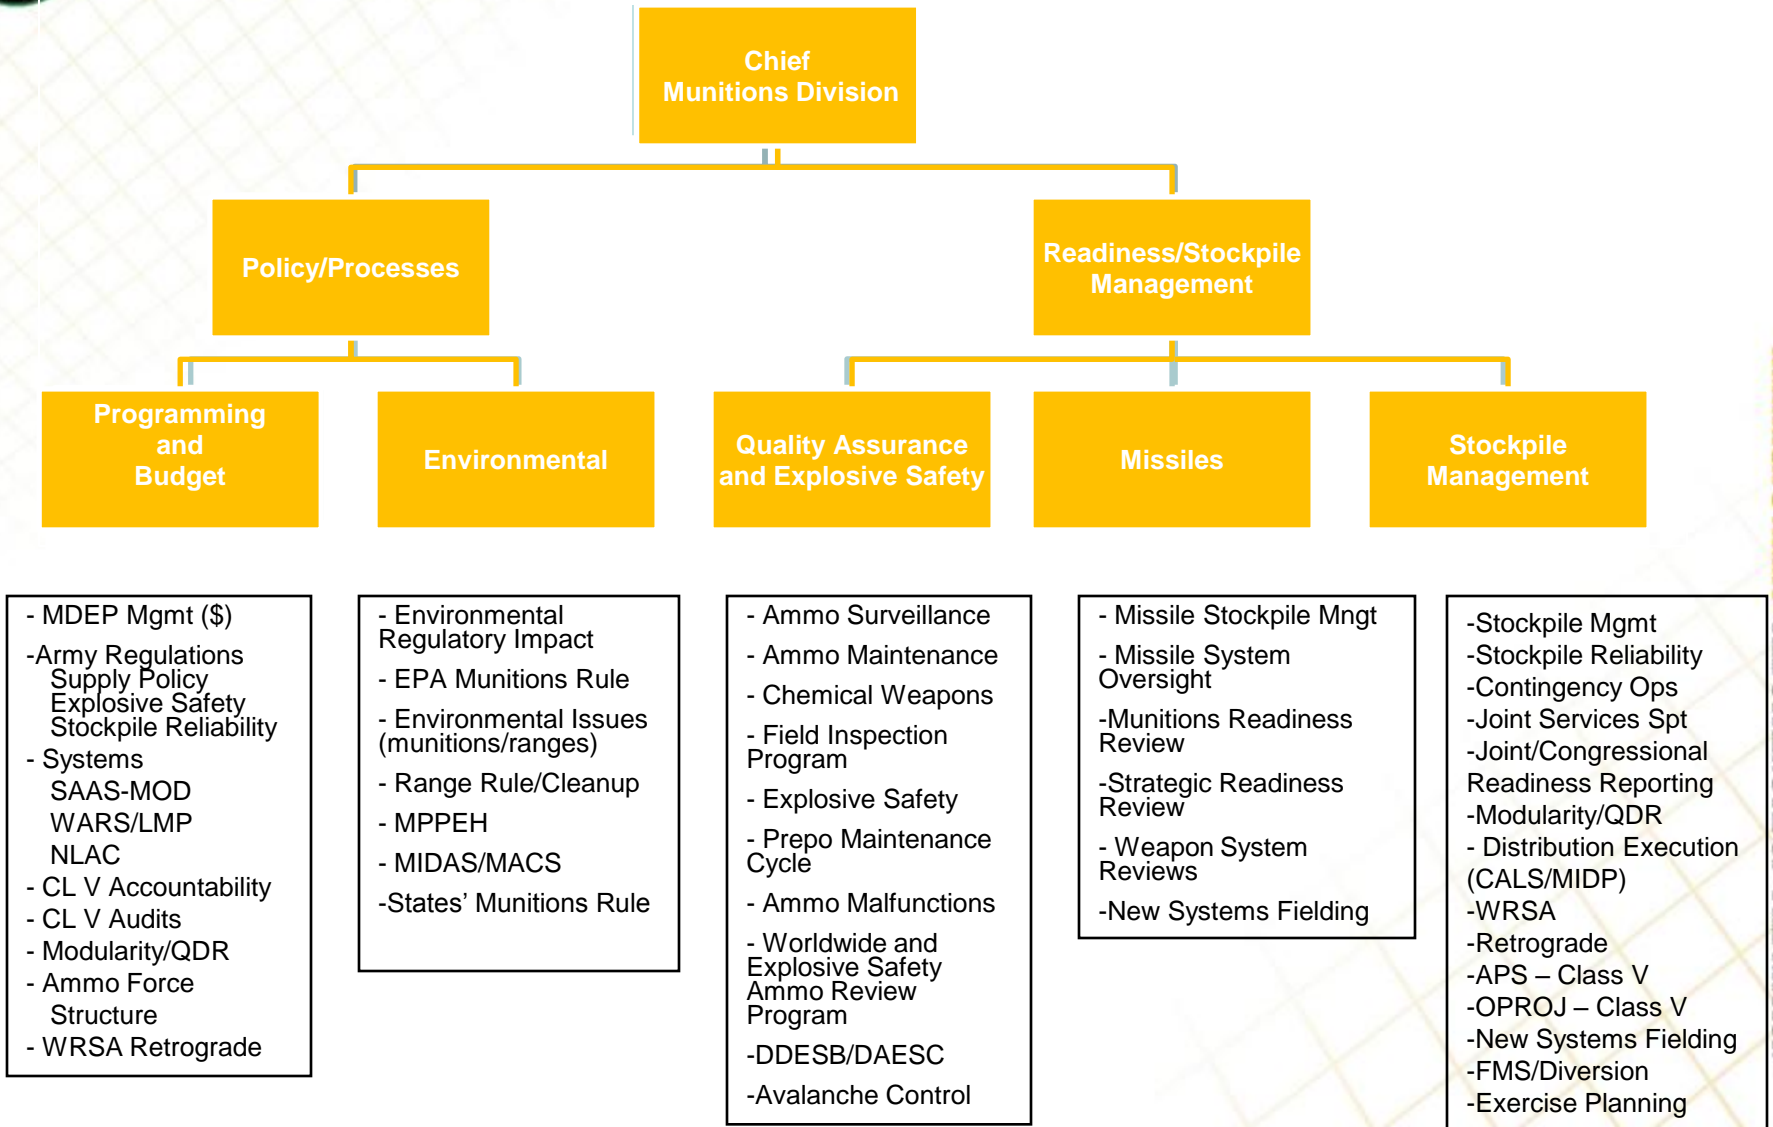 Chief
Munitions Division
Policy/Processes
Readiness/Stockpile
Management
Programming
and
Budget
Environmental
Quality Assurance
and Explosive Safety
Missiles
Stockpile
Management
- MDEP Mgmt ($)
-Army Regulations
Supply Policy
Explosive Safety
Stockpile Reliability
- Systems
SAAS-MOD
WARS/LMP
NLAC
- CL V Accountability
- CL V Audits
- Modularity/QDR
- Ammo Force
Structure
- WRSA Retrograde
- Environmental
Regulatory Impact
- EPA Munitions Rule
- Environmental Issues
(munitions/ranges)
- Range Rule/Cleanup
- MPPEH
- MIDAS/MACS
-States’ Munitions Rule
- Ammo Surveillance
- Ammo Maintenance
- Chemical Weapons
- Field Inspection
Program
- Explosive Safety
- Prepo Maintenance
Cycle
- Ammo Malfunctions
- Worldwide and
Explosive Safety
Ammo Review
Program
-DDESB/DAESC
-Avalanche Control
- Missile Stockpile Mngt
- Missile System
Oversight
-Munitions Readiness
Review
-Strategic Readiness
Review
- Weapon System
Reviews
-New Systems Fielding
-Stockpile Mgmt
-Stockpile Reliability
-Contingency Ops
-Joint Services Spt
-Joint/Congressional
Readiness Reporting
-Modularity/QDR
- Distribution Execution
(CALS/MIDP)
-WRSA
-Retrograde
-APS – Class V
-OPROJ – Class V
-New Systems Fielding
-FMS/Diversion
-Exercise Planning